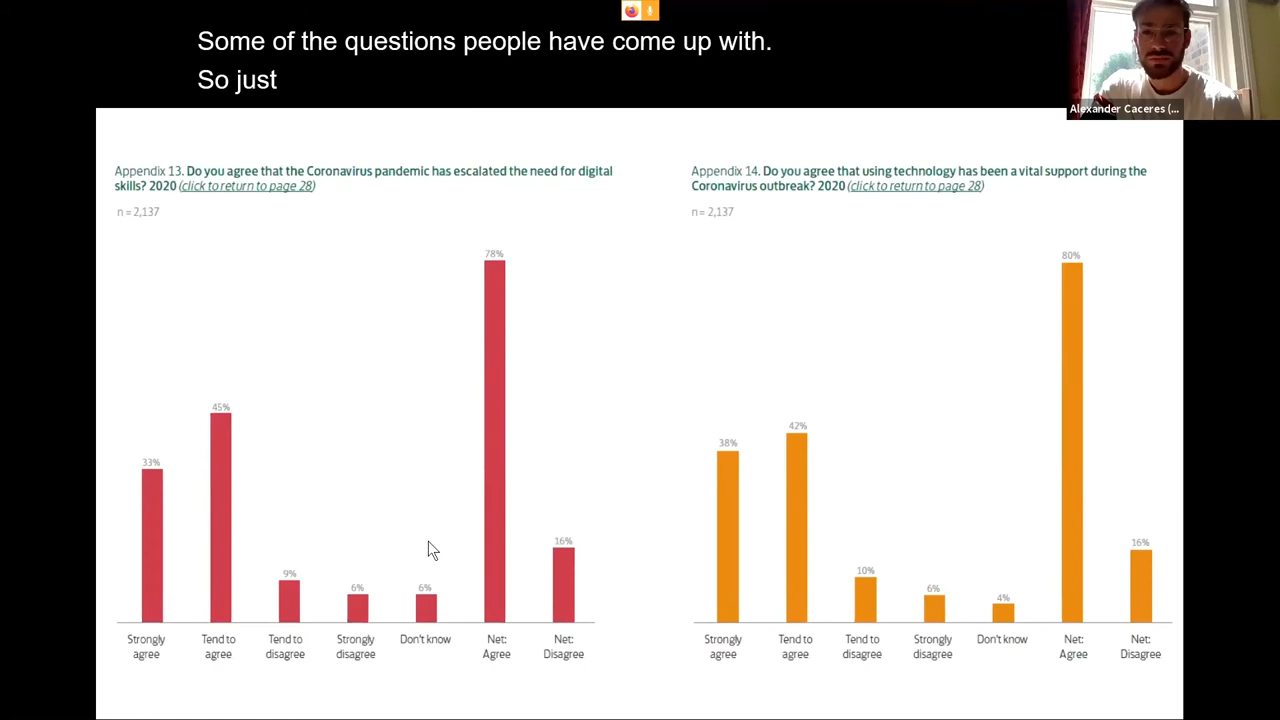 Some of the questions people have come up with.
So just
Alexander Caceres (...
Appendix 13. Do you agree that the Coronavirus pandemic has escalated the need for digital
skills? 2020 (click to return to page 28)
n = 2,137
78%
45%
33%
9%
6%
6%
16%
Strongly
agree
Tend to
agree
Tend to
disagree
Strongly
disagree
Don't know
Net:
Agree
Net:
Disagree
Appendix 14. Do you agree that using technology has been a vital support during the
Coronavirus outbreak? 2020 (click to return to page 28)
n = 2,137
80%
42%
38%
10%
6%
4%
16%
Strongly
agree
Tend to
agree
Tend to
disagree
Strongly
disagree
Don't know
Net:
Agree
Net:
Disagree